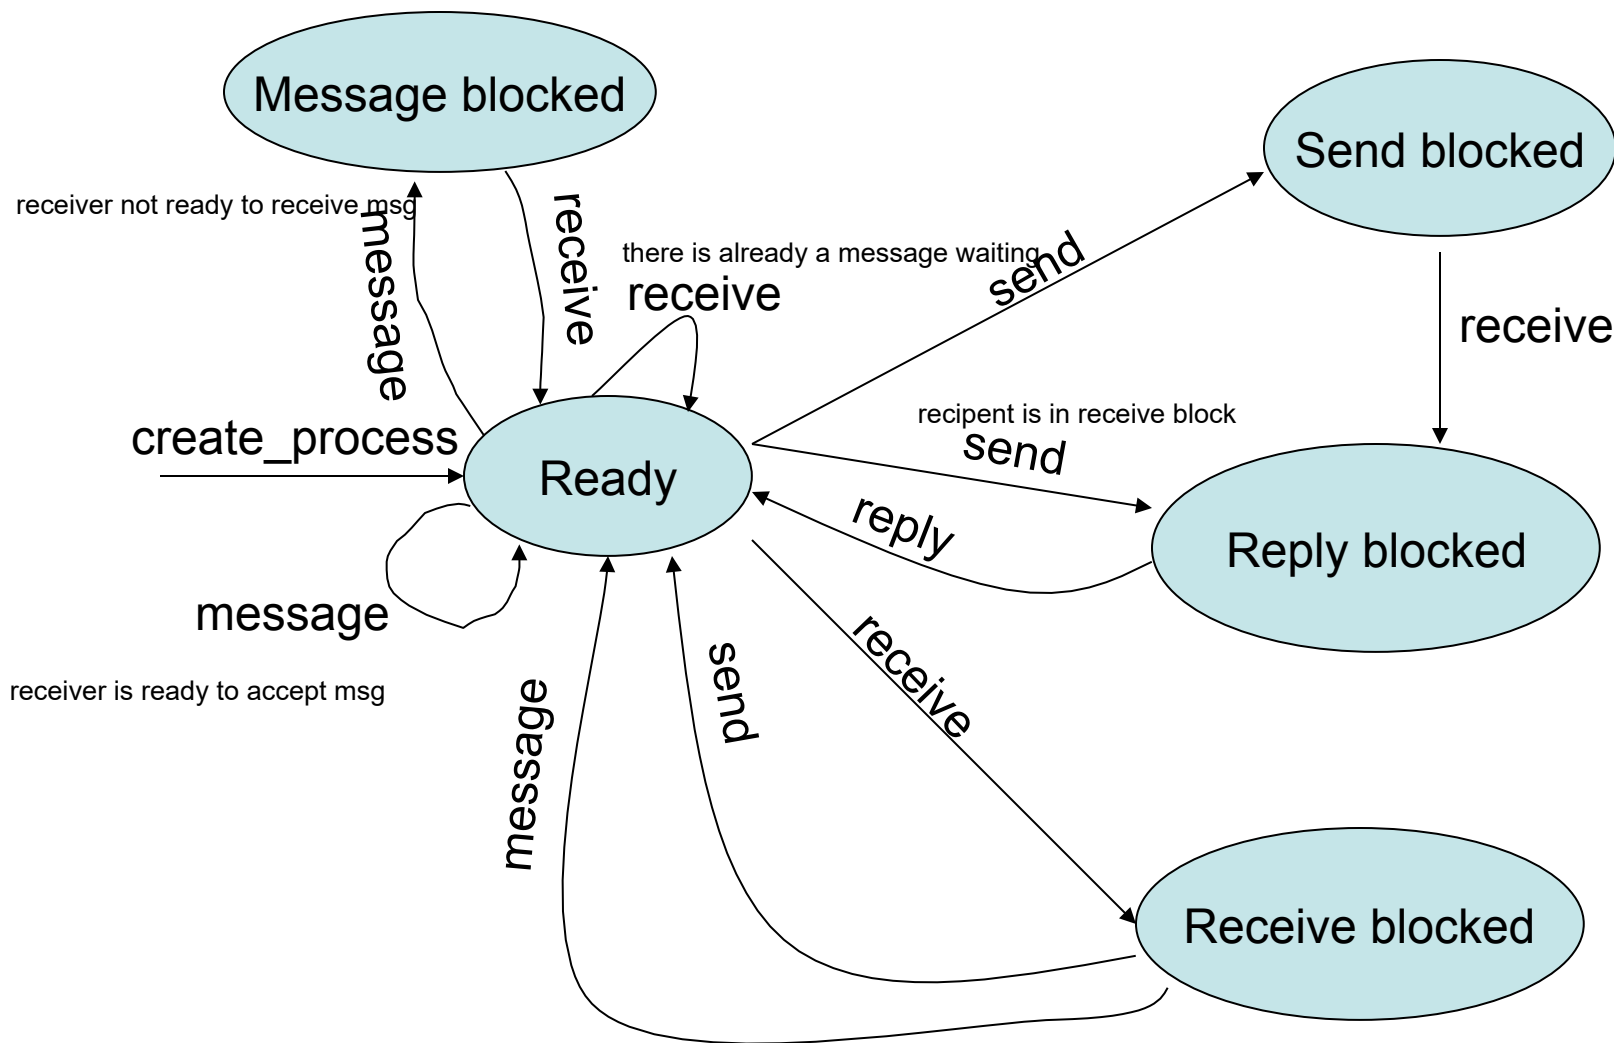 Message blocked
Send blocked
receiver not ready to receive msg
message
receive
there is already a message waiting
receive
send
receive
create_process
recipent is in receive block
send
Ready
reply
Reply blocked
message
receiver is ready to accept msg
message
send
receive
Receive blocked